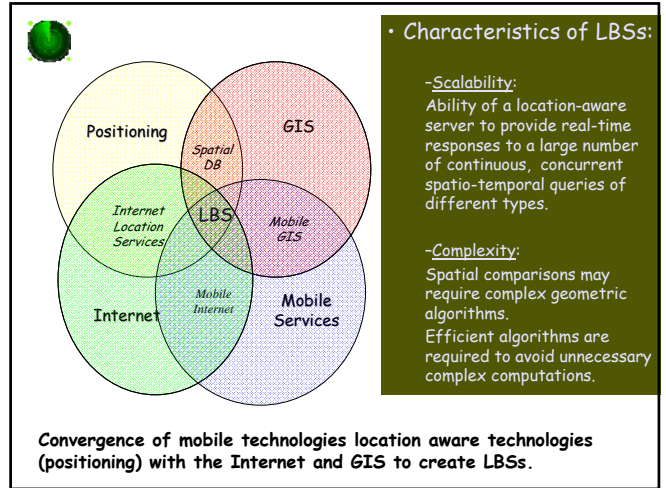 • Characteristics of LBSs:
–Scalability:
Ability of a location-aware
server to provide real-time
responses to a large number
of continuous, concurrent
spatio-temporal queries of
different types.
–Complexity:
Spatial comparisons may
require complex geometric
algorithms.
Efficient algorithms are
required to avoid unnecessary
complex computations.
Positioning
GIS
Spatial
DB
Internet
Location
Services
LBS
Mobile
GIS
Internet
Mobile
Internet
Mobile
Services
Convergence of mobile technologies location aware technologies
(positioning) with the Internet and GIS to create LBSs.